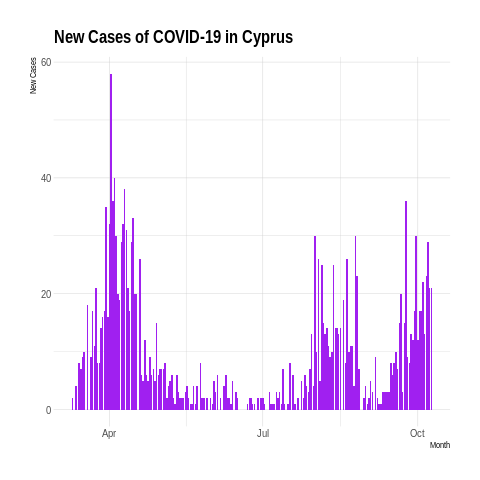 New Cases of COVID-19 in Cyprus
New Cases
60
40
20
0
Apr
Jul
Oct
Month